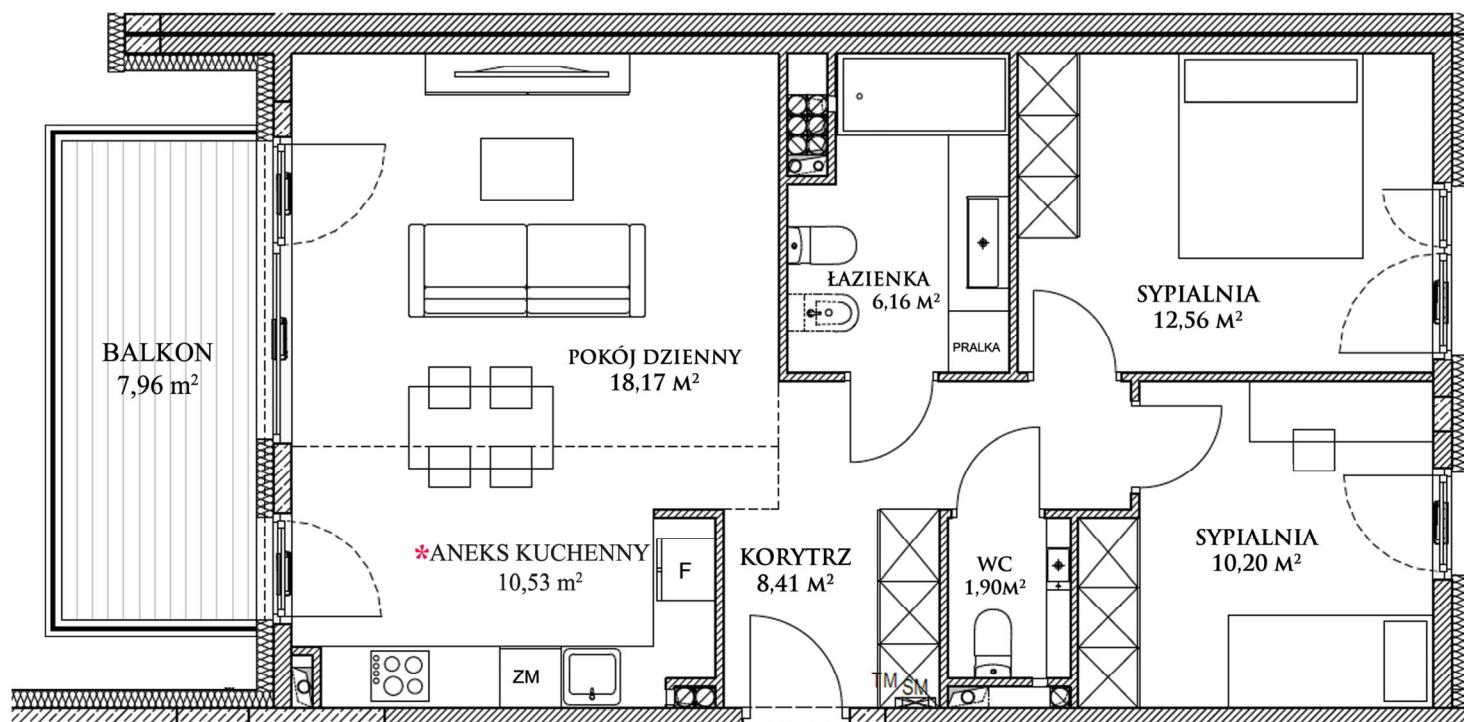 BALKON
7,96 m²
POKÓJ DZIENNY
18,17 M²
ŁAZIENKA
6,16 M²
PRALKA
SYPIALNIA
12,56 M²
*ANEKS KUCHENNY
10,53 m²
F
ZM
KORYTRZ
8,41 M²
TM SM
WC
1,90M²
SYPIALNIA
10,20 M²